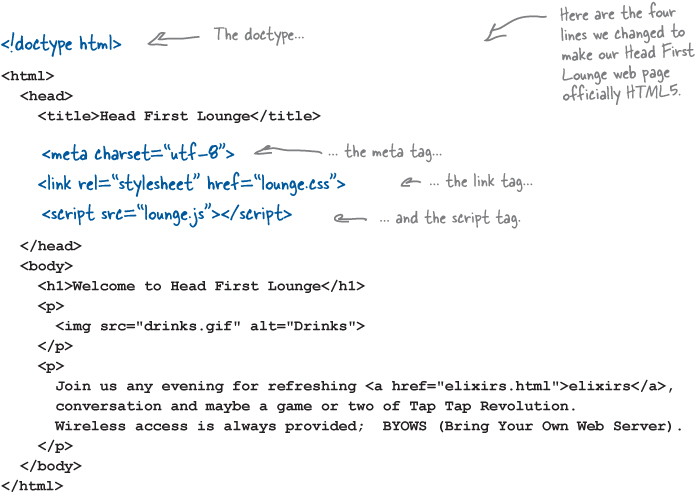 <!doctype html>
The doctype...
Here are the four
lines we changed to
make our Head First
Lounge web page
officially HTML5.
<html>
<head>
<title>Head First Lounge</title>
<meta charset="utf-8">
... the meta tag...
<link rel="stylesheet" href="lounge.css">
... the link tag...
<script src="lounge.js"></script>
... and the script tag.
</head>
<body>
<h1>Welcome to Head First Lounge</h1>
<p>
<img src="drinks.gif" alt="Drinks">
</p>
<p>
Join us any evening for refreshing <a href="elixirs.html">elixirs</a>,
conversation and maybe a game or two of Tap Tap Revolution.
Wireless access is always provided;  BYOWS (Bring Your Own Web Server).
</p>
</body>
</html>